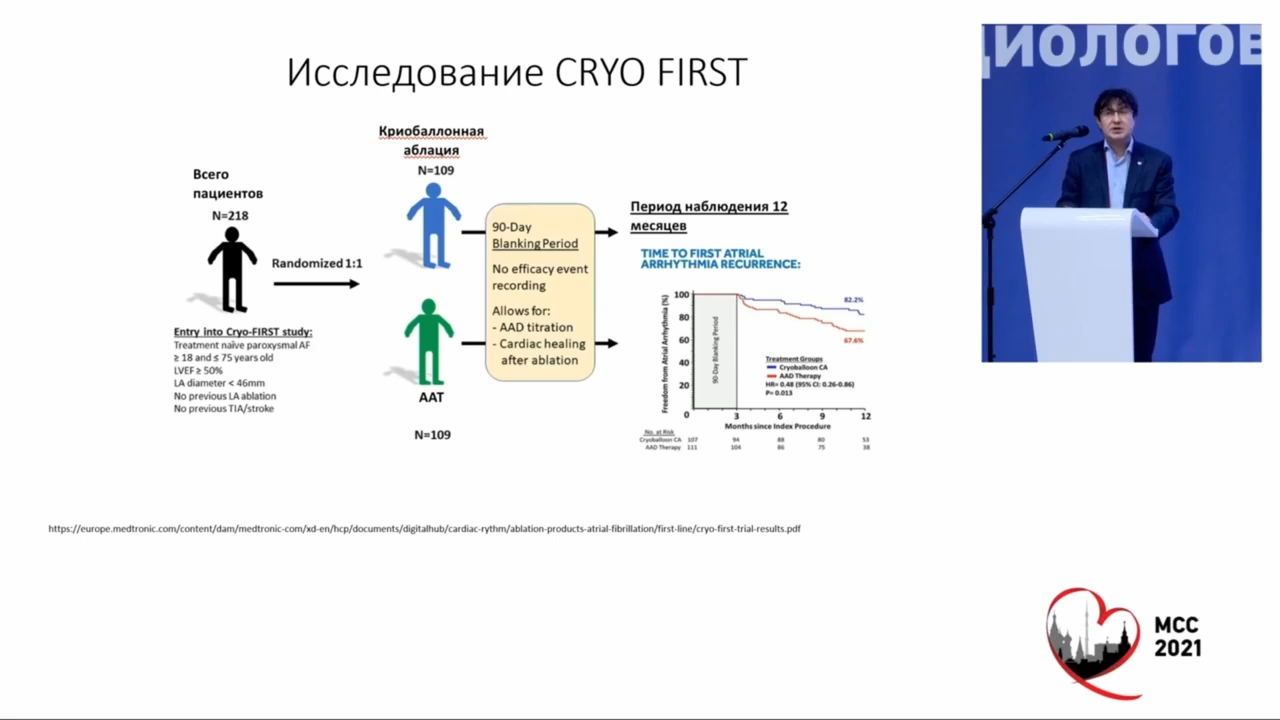 Исследование CRYO FIRST
Всего
пациентов
N=218
Randomized 1:1
Entry into Cryo-FIRST study:
Treatment naïve paroxysmal AF
≥ 18 and ≤ 75 years old
LVEF ≥ 50%
LA diameter < 46mm
No previous LA ablation
No previous TIA/stroke
Криобаллонная
аблация
N=109
ААТ
N=109
90-Day
Blanking Period
No efficacy event
recording
Allows for:
- AAD titration
- Cardiac healing
after ablation
Период наблюдения 12
месяцев
TIME TO FIRST ATRIAL
ARRHYTHMIA RECURRENCE:
Freedom from Atrial Arrhythmia (%)
100
80
60
40
20
0
90-Day Blanking Period
82.2%
67.6%
Treatment Groups
Cryoballoon CA
AAD Therapy
HR= 0.48 (95% CI: 0.26-0.86)
P= 0.013
3 6 9 12
Months since Index Procedure
No. at Risk
Cryoballoon CA 107 94 88 80 53
AAD Therapy 111 104 86 75 38
https://europe.medtronic.com/content/dam/medtronic-com/xd-en/hcp/documents/digitalhub/cardiac-rythm/ablation-products-atrial-fibrillation/first-line/cryo-first-trial-results.pdf
диологов
МСС
2021